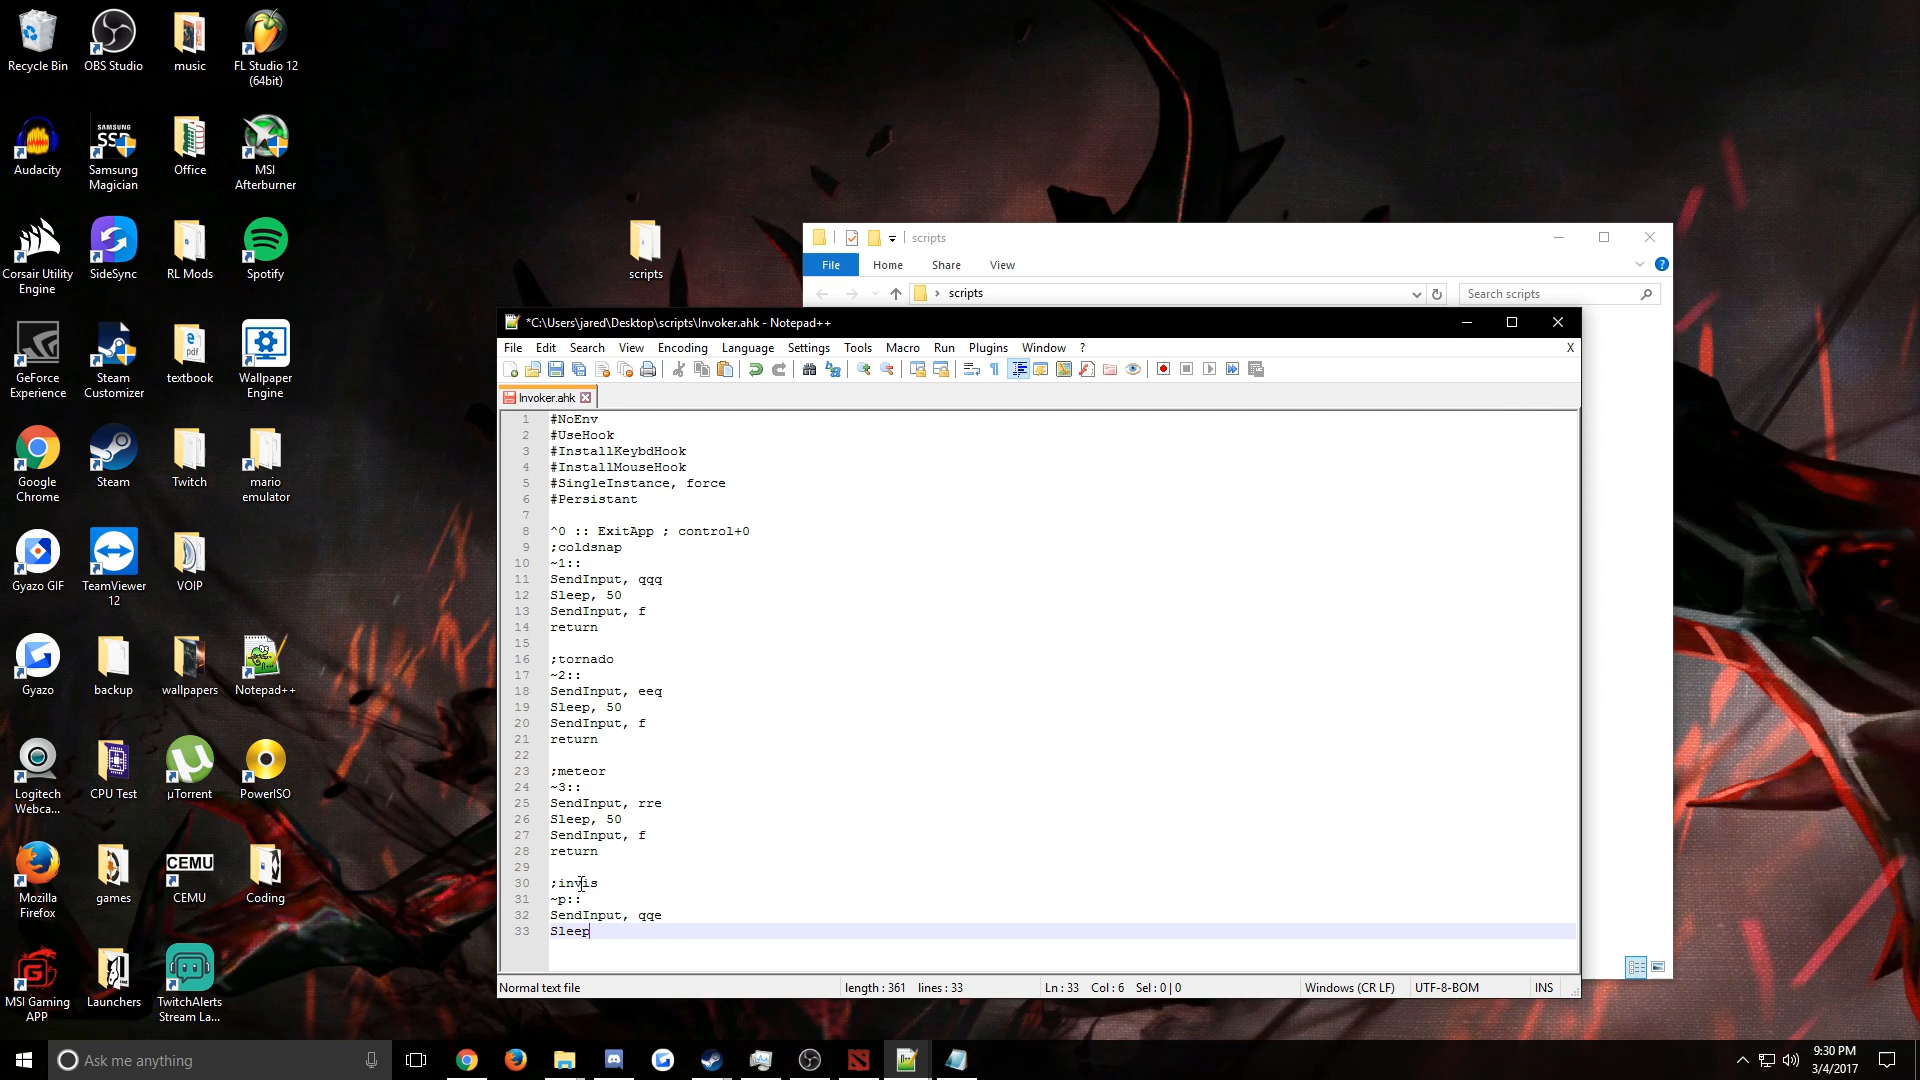 Recycle Bin
OBS Studio
music
FL Studio 12
(64bit)
Audacity
SAMSUNG
SSD
Samsung
Magician
Office
MSI
Afterburner
Corsair Utility
Engine
SideSync
RL Mods
Spotify
GeForce
Experience
Steam
Customizer
pdf
textbook
Wallpaper
Engine
Google
Chrome
Steam
Twitch
mario
emulator
Gyazo GIF
TeamViewer
12
VOIP
Gyazo
backup
wallpapers
Notepad++
Logitech
Webca...
CPU Test
µTorrent
PowerISO
Mozilla
Firefox
games
CEMU
CEMU
Coding
MSI Gaming
APP
Launchers
TwitchAlerts
Stream La...
scripts
scripts
File
Home
Share
View
scripts
Search scripts
*C:\Users\jared\Desktop\scripts\Invoker.ahk - Notepad++
File Edit Search View Encoding Language Settings Tools Macro Run Plugins Window ? X
Invoker.ahk
1 #NoEnv
2 #UseHook
3 #InstallKeybdHook
4 #InstallMouseHook
5 #SingleInstance, force
6 #Persistant
7
8 ^0 :: ExitApp ; control+0
9 ;coldsnap
10 ~1::
11 SendInput, qqq
12 Sleep, 50
13 SendInput, f
14 return
15
16 ;tornado
17 ~2::
18 SendInput, eeq
19 Sleep, 50
20 SendInput, f
21 return
22
23 ;meteor
24 ~3::
25 SendInput, rre
26 Sleep, 50
27 SendInput, f
28 return
29
30 ;invis
31 ~p::
32 SendInput, qqe
33 Sleep
Normal text file
length : 361 lines : 33
Ln : 33 Col : 6 Sel : 0 | 0
Windows (CR LF)
UTF-8-BOM
INS
Ask me anything
9:30 PM
3/4/2017